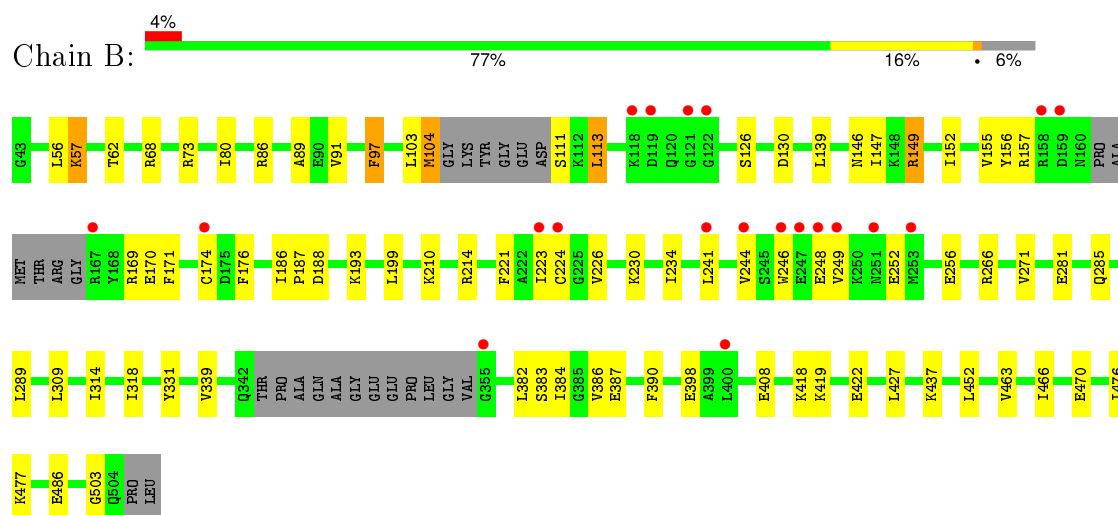 4%
Chain B:
77% 16% • 6%
G43 L56 K57 T62 R68 R73 I80 R86 A89 E90 V91 F97 L103 M104 GLY LYS TYR GLY GLU ASP S111 K112 L113 K118 D119 Q120 G121 G122 S126 D130 L139 N146 I147 K148 R149 I152 V155 Y156 R157 R158 D159 N160 PRO ALA
MET THR ARG GLY R167 Y168 R169 E170 F171 C174 D175 F176 I186 P187 D188 K193 L199 K210 R214 F221 A222 I223 C224 G225 V226 K230 I234 L241 V244 S245 W246 E247 E248 V249 K250 N251 E252 M253 E256 R266 V271 E281 Q285
L289 L309 I314 I318 Y331 V339 Q342 THR PRO ALA GLN ALA GLY GLU GLU PRO LEU GLY VAL G355 L382 S383 I384 G385 V386 E387 F390 E398 A399 L400 E408 K418 K419 E422 L427 K437 L452 V463 I466 E470
K477 E486 G503 Q504 PRO LEU